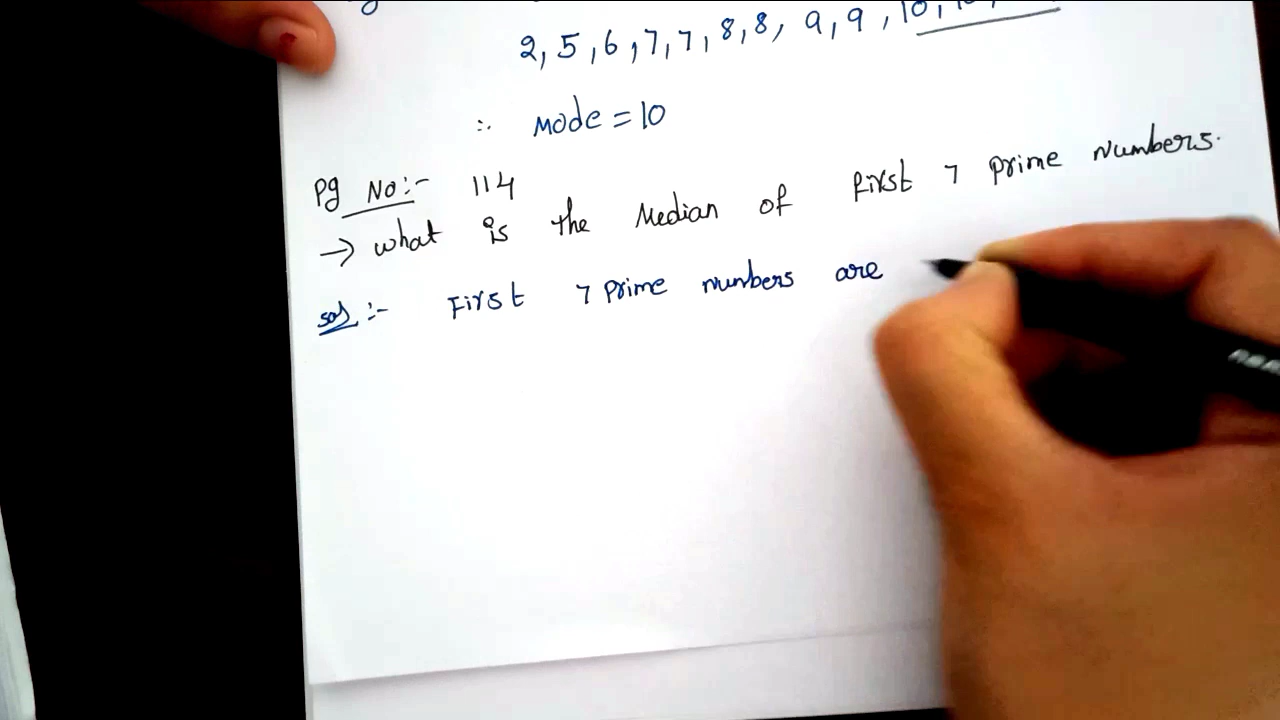 2, 5, 6, 7, 7, 8, 8, 9, 9, 10,
∴ mode = 10
Pg No:- 114
→ what is the Median of first 7 prime numbers.
sol :- First 7 prime numbers are